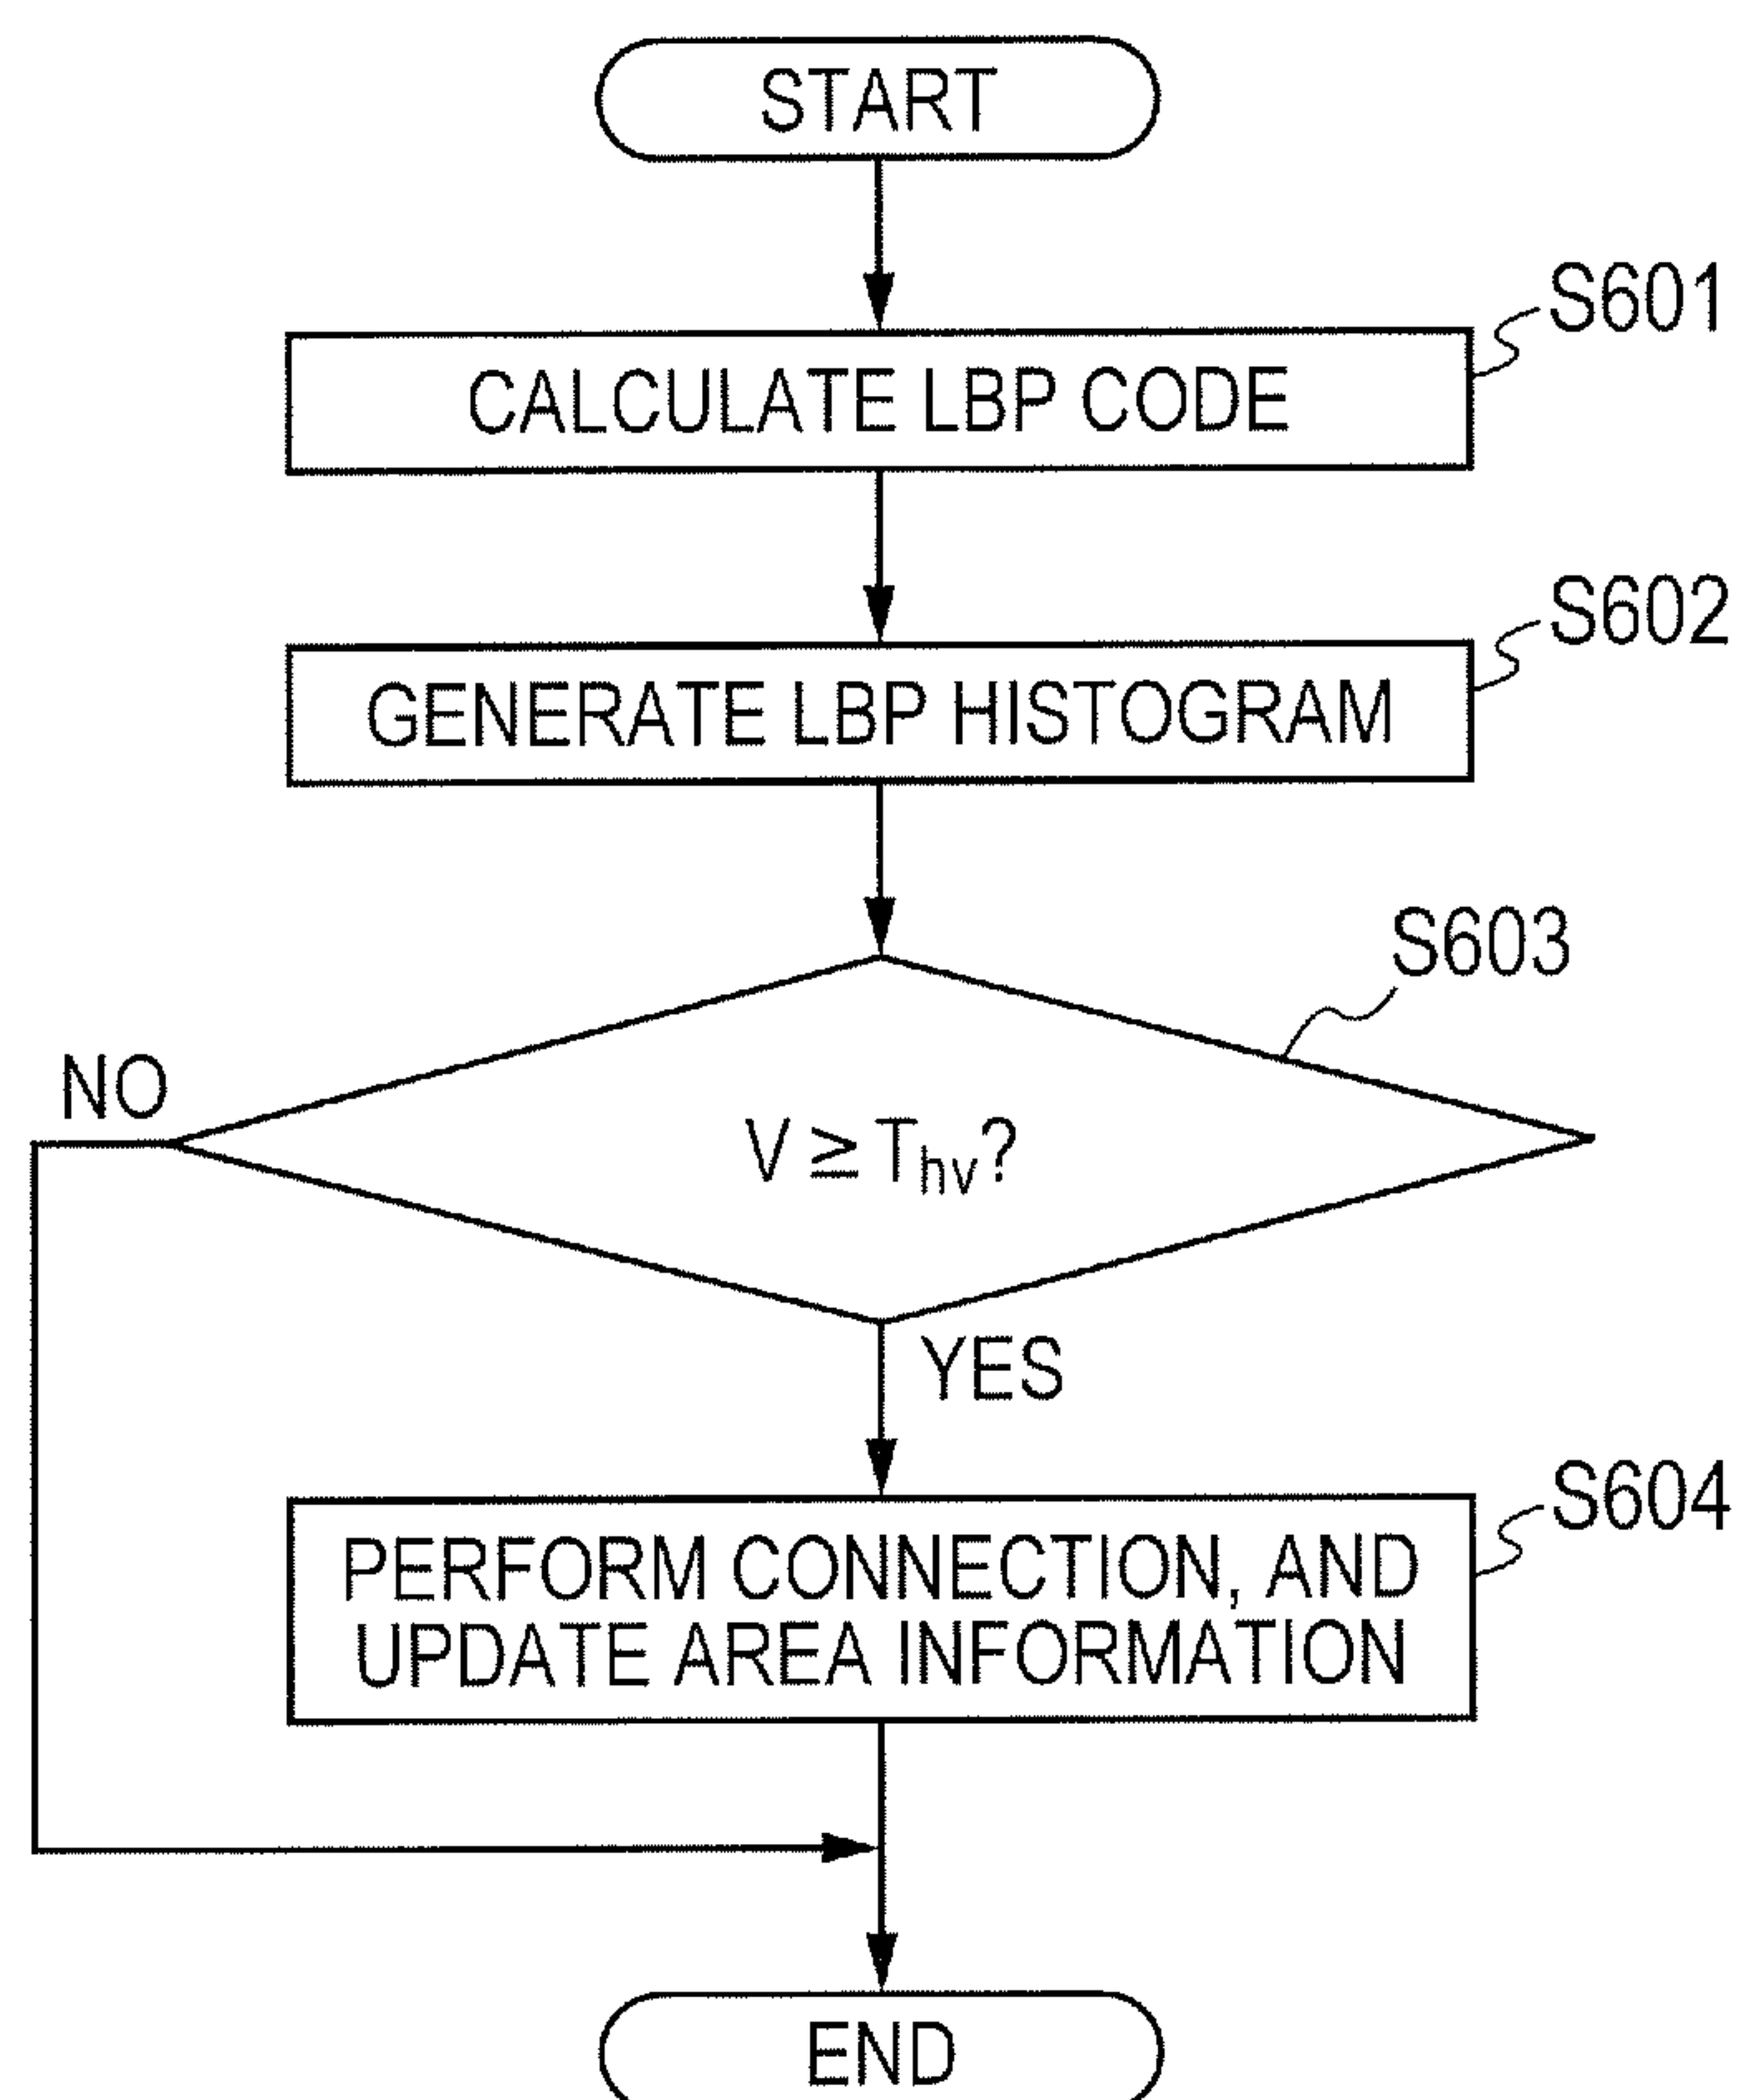 START
S601
CALCULATE LBP CODE
S602
GENERATE LBP HISTOGRAM
S603
NO
V ≥ Thv?
YES
S604
PERFORM CONNECTION, AND
UPDATE AREA INFORMATION
END